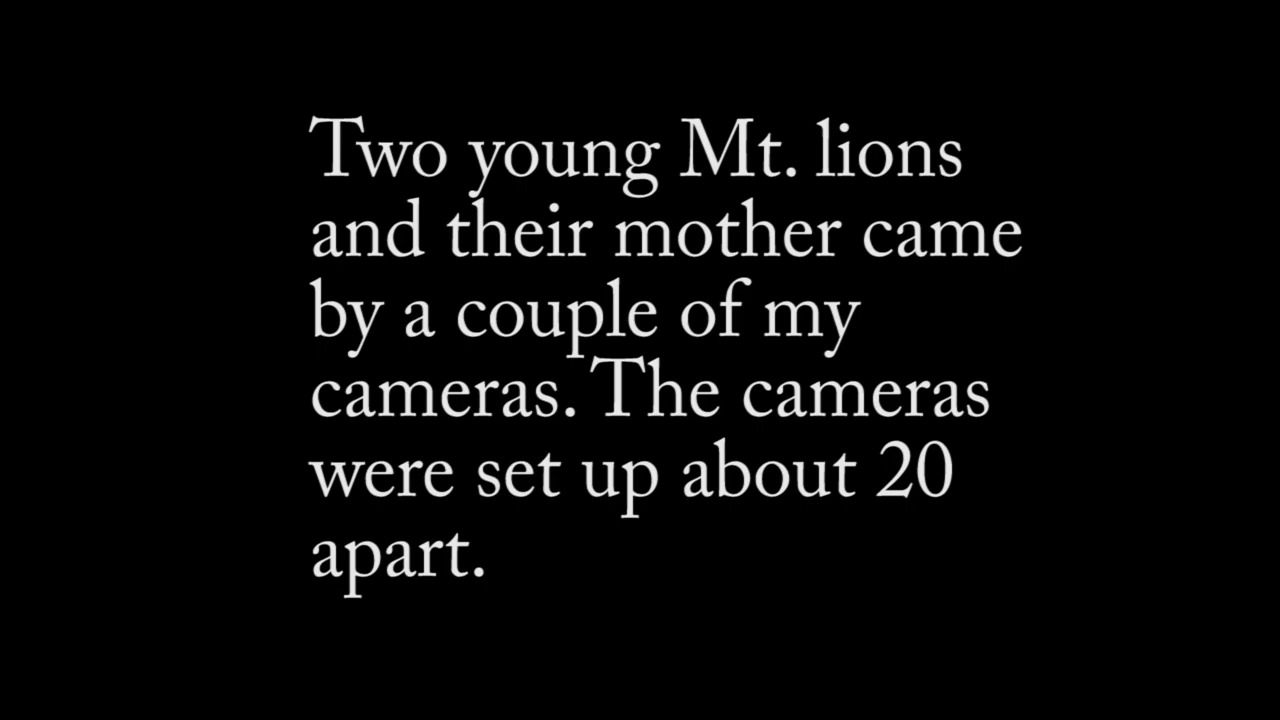 Two young Mt. lions
and their mother came
by a couple of my
cameras. The cameras
were set up about 20
apart.